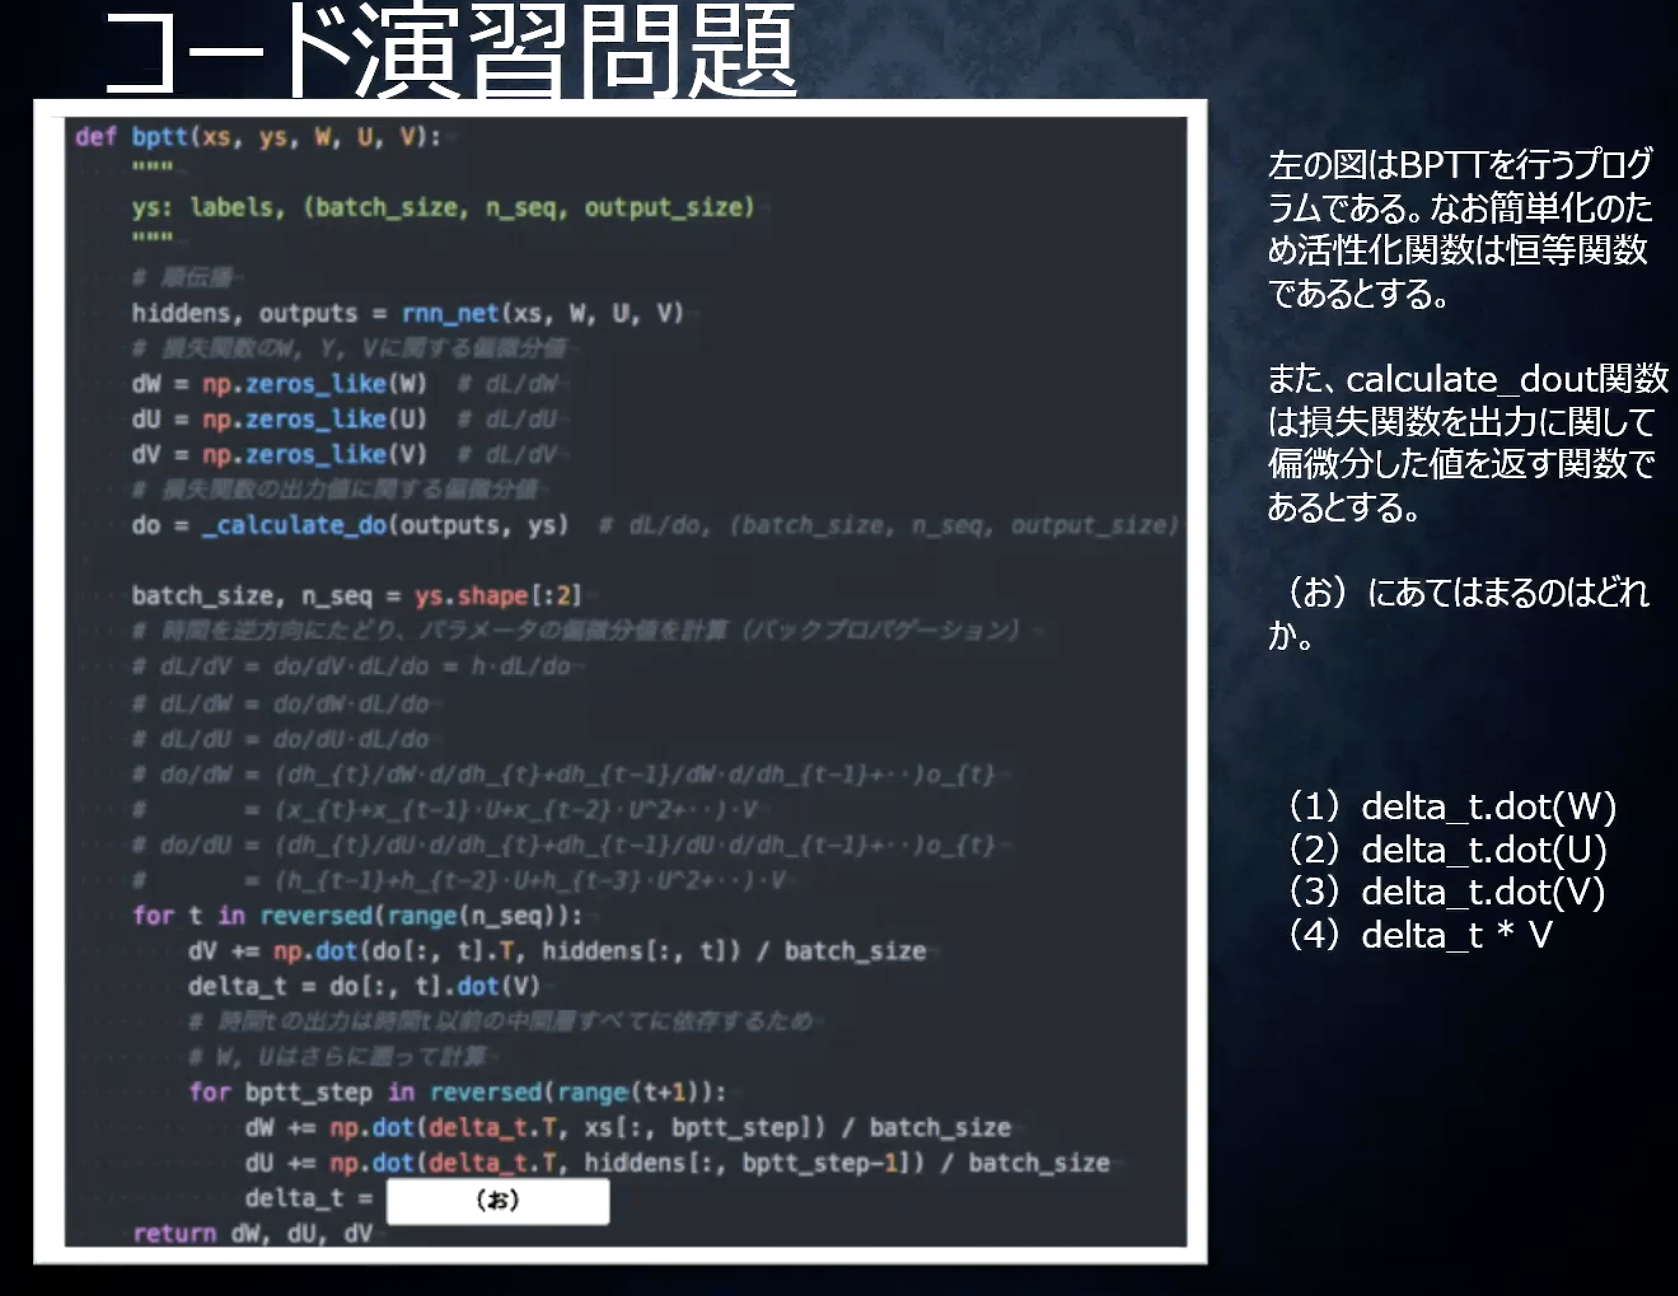 コード演習問題
def bptt(xs, ys, W, U, V):
"""
ys: labels, (batch_size, n_seq, output_size)
"""
# 順伝播
hiddens, outputs = rnn_net(xs, W, U, V)
# 損失関数のW, Y, Vに関する偏微分値
dW = np.zeros_like(W)  # dL/dW
dU = np.zeros_like(U)  # dL/dU
dV = np.zeros_like(V)  # dL/dV
# 損失関数の出力値に関する偏微分値
do = _calculate_do(outputs, ys)  # dL/do, (batch_size, n_seq, output_size)
batch_size, n_seq = ys.shape[:2]
# 時間を逆方向にたどり、パラメータの偏微分値を計算（バックプロパゲーション）
# dL/dV = do/dV·dL/do = h·dL/do
# dL/dW = do/dW·dL/do
# dL/dU = do/dU·dL/do
# do/dW = (dh_{t}/dW·d/dh_{t}+dh_{t-1}/dW·d/dh_{t-1}+··)o_{t}
#       = (x_{t}+x_{t-1}·U+x_{t-2}·U^2+··)·V
# do/dU = (dh_{t}/dU·d/dh_{t}+dh_{t-1}/dU·d/dh_{t-1}+··)o_{t}
#       = (h_{t-1}+h_{t-2}·U+h_{t-3}·U^2+··)·V
for t in reversed(range(n_seq)):
dV += np.dot(do[:, t].T, hiddens[:, t]) / batch_size
delta_t = do[:, t].dot(V)
# 時間tの出力は時間t以前の中間層すべてに依存するため
# W, Uはさらに遡って計算
for bptt_step in reversed(range(t+1)):
dW += np.dot(delta_t.T, xs[:, bptt_step]) / batch_size
dU += np.dot(delta_t.T, hiddens[:, bptt_step-1]) / batch_size
delta_t = （お）
return dW, dU, dV
左の図はBPTTを行うプログ
ラムである。なお簡単化のた
め活性化関数は恒等関数
であるとする。
また、calculate_dout関数
は損失関数を出力に関して
偏微分した値を返す関数で
あるとする。
（お）にあてはまるのはどれ
か。
（1）delta_t.dot(W)
（2）delta_t.dot(U)
（3）delta_t.dot(V)
（4）delta_t * V